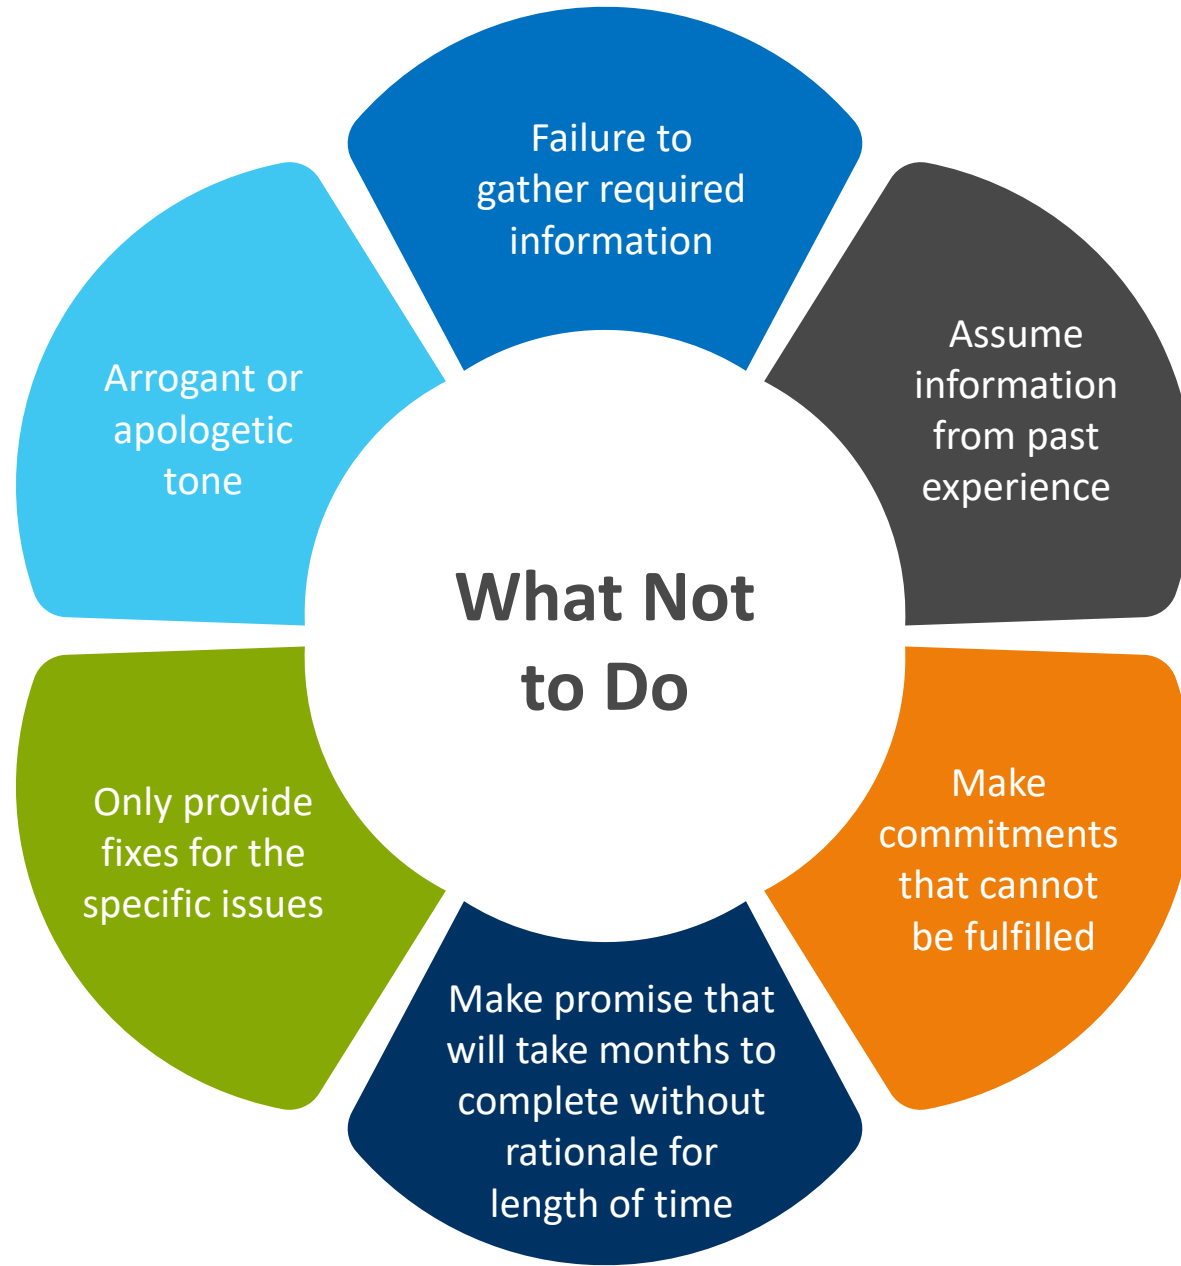 What Not
to Do
Failure to
gather required
information
Assume
information
from past
experience
Make
commitments
that cannot
be fulfilled
Make promise that
will take months to
complete without
rationale for
length of time
Only provide
fixes for the
specific issues
Arrogant or
apologetic
tone